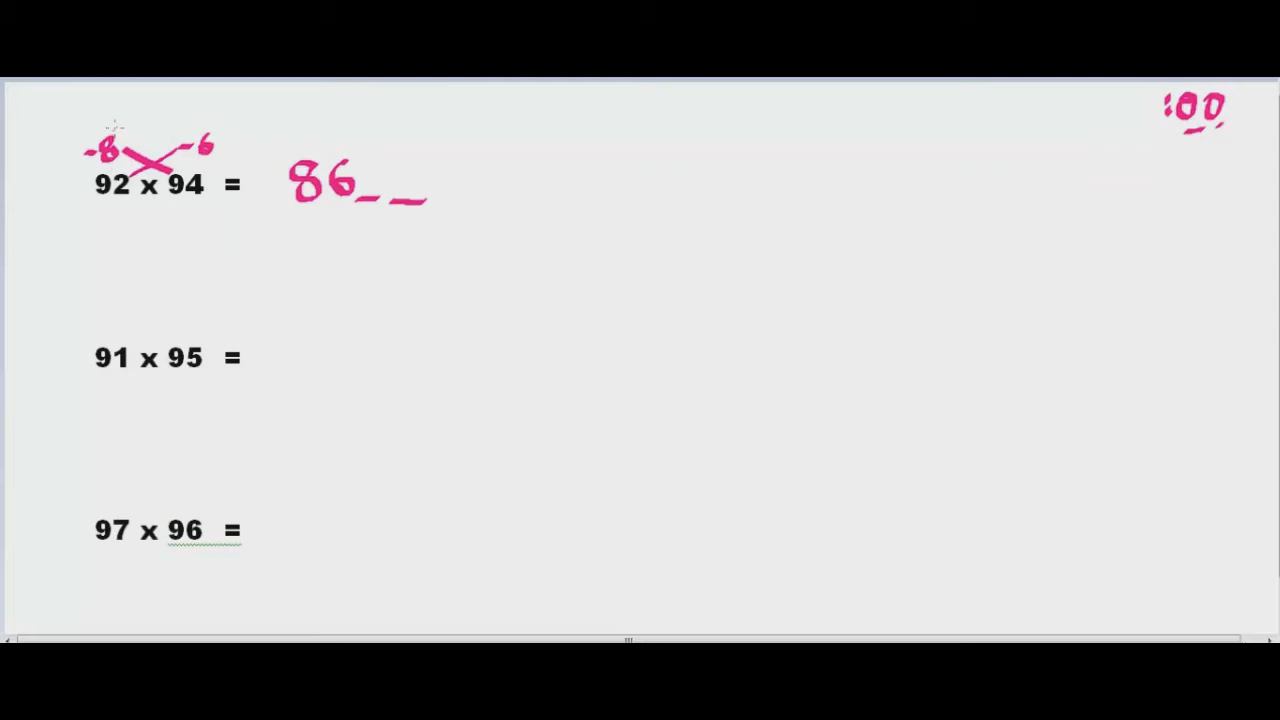 100
-8 -6
92 x 94 = 86_ _
91 x 95 =
97 x 96 =